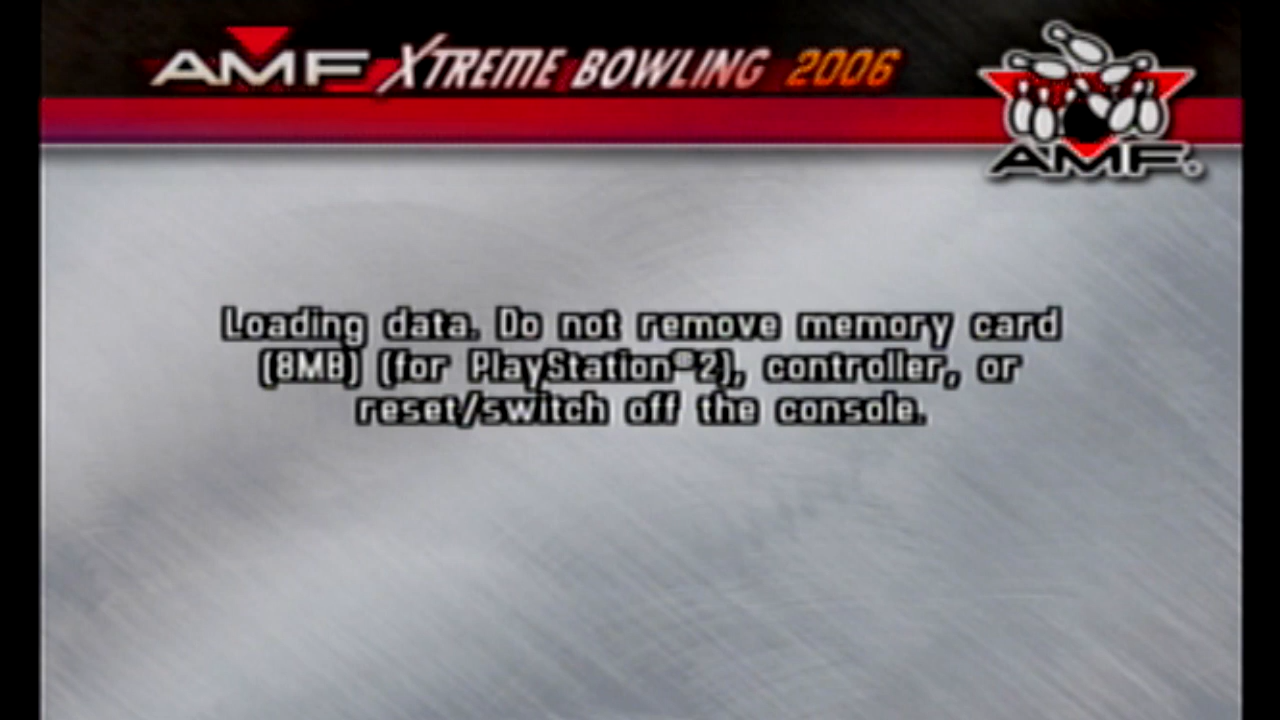 AMF XTREME BOWLING 2006
AMF
Loading data. Do not remove memory card
(8MB) (for PlayStation®2), controller, or
reset/switch off the console.